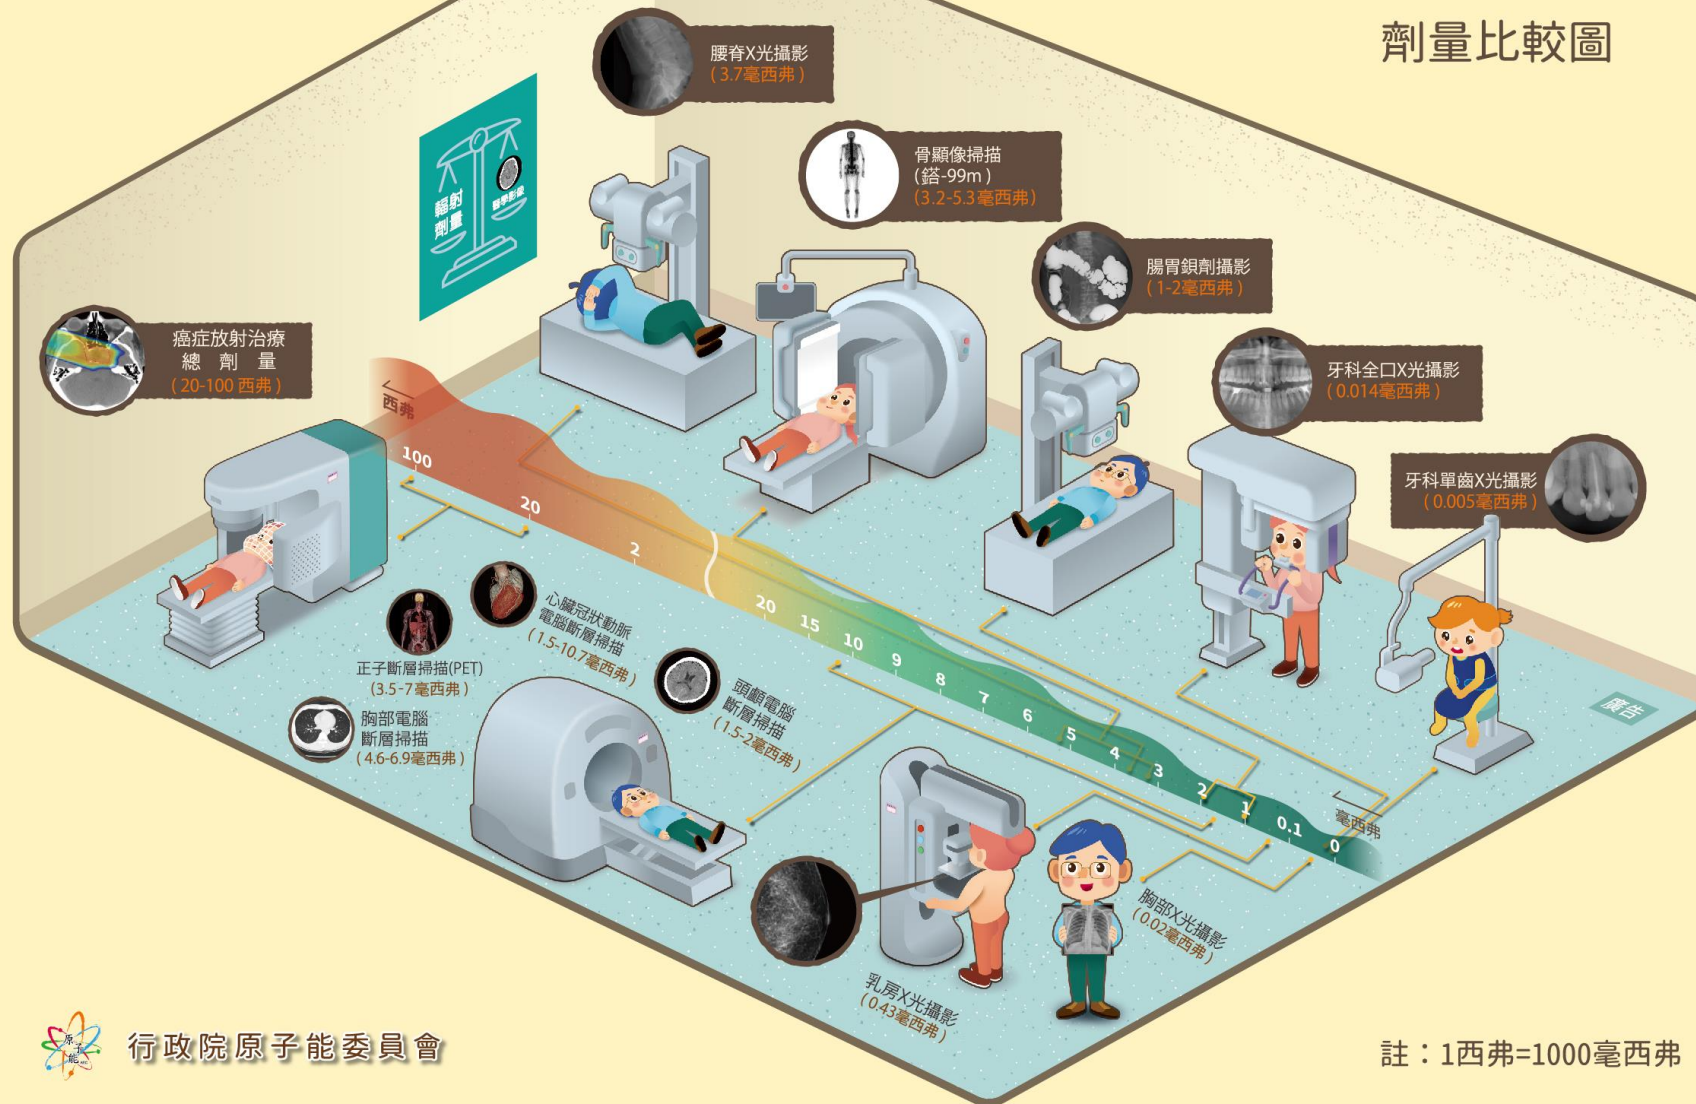 劑量比較圖
腰脊X光攝影
(3.7毫西弗)
骨顯像掃描
(鎝-99m)
(3.2-5.3毫西弗)
腸胃鋇劑攝影
(1-2毫西弗)
牙科全口X光攝影
(0.014毫西弗)
牙科單齒X光攝影
(0.005毫西弗)
輻射
劑量
醫學影像
癌症放射治療
總劑量
(20-100 西弗)
西弗
100
20
2
20
15
10
9
8
7
6
5
4
3
2
1
0.1
0
毫西弗
廣告
心臟冠狀動脈
電腦斷層掃描
(1.5-10.7毫西弗)
正子斷層掃描(PET)
(3.5-7毫西弗)
頭顱電腦
斷層掃描
(1.5-2毫西弗)
胸部電腦
斷層掃描
(4.6-6.9毫西弗)
胸部X光攝影
(0.02毫西弗)
乳房X光攝影
(0.43毫西弗)
原子能
行政院原子能委員會
註：1西弗=1000毫西弗